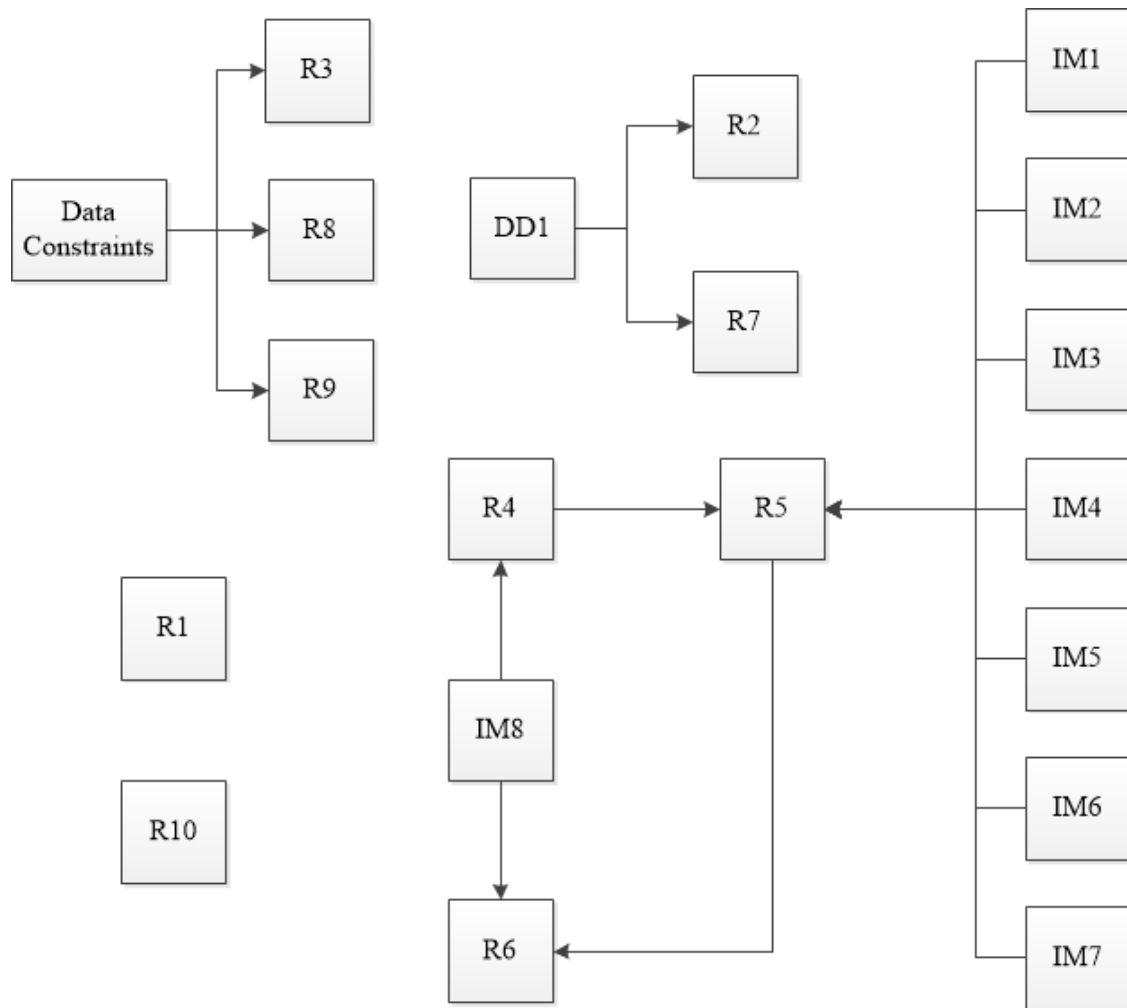 R3
IM1
R2
IM2
Data
Constraints
R8
DD1
R7
IM3
R9
R4
R5
IM4
R1
IM5
IM8
R10
IM6
R6
IM7